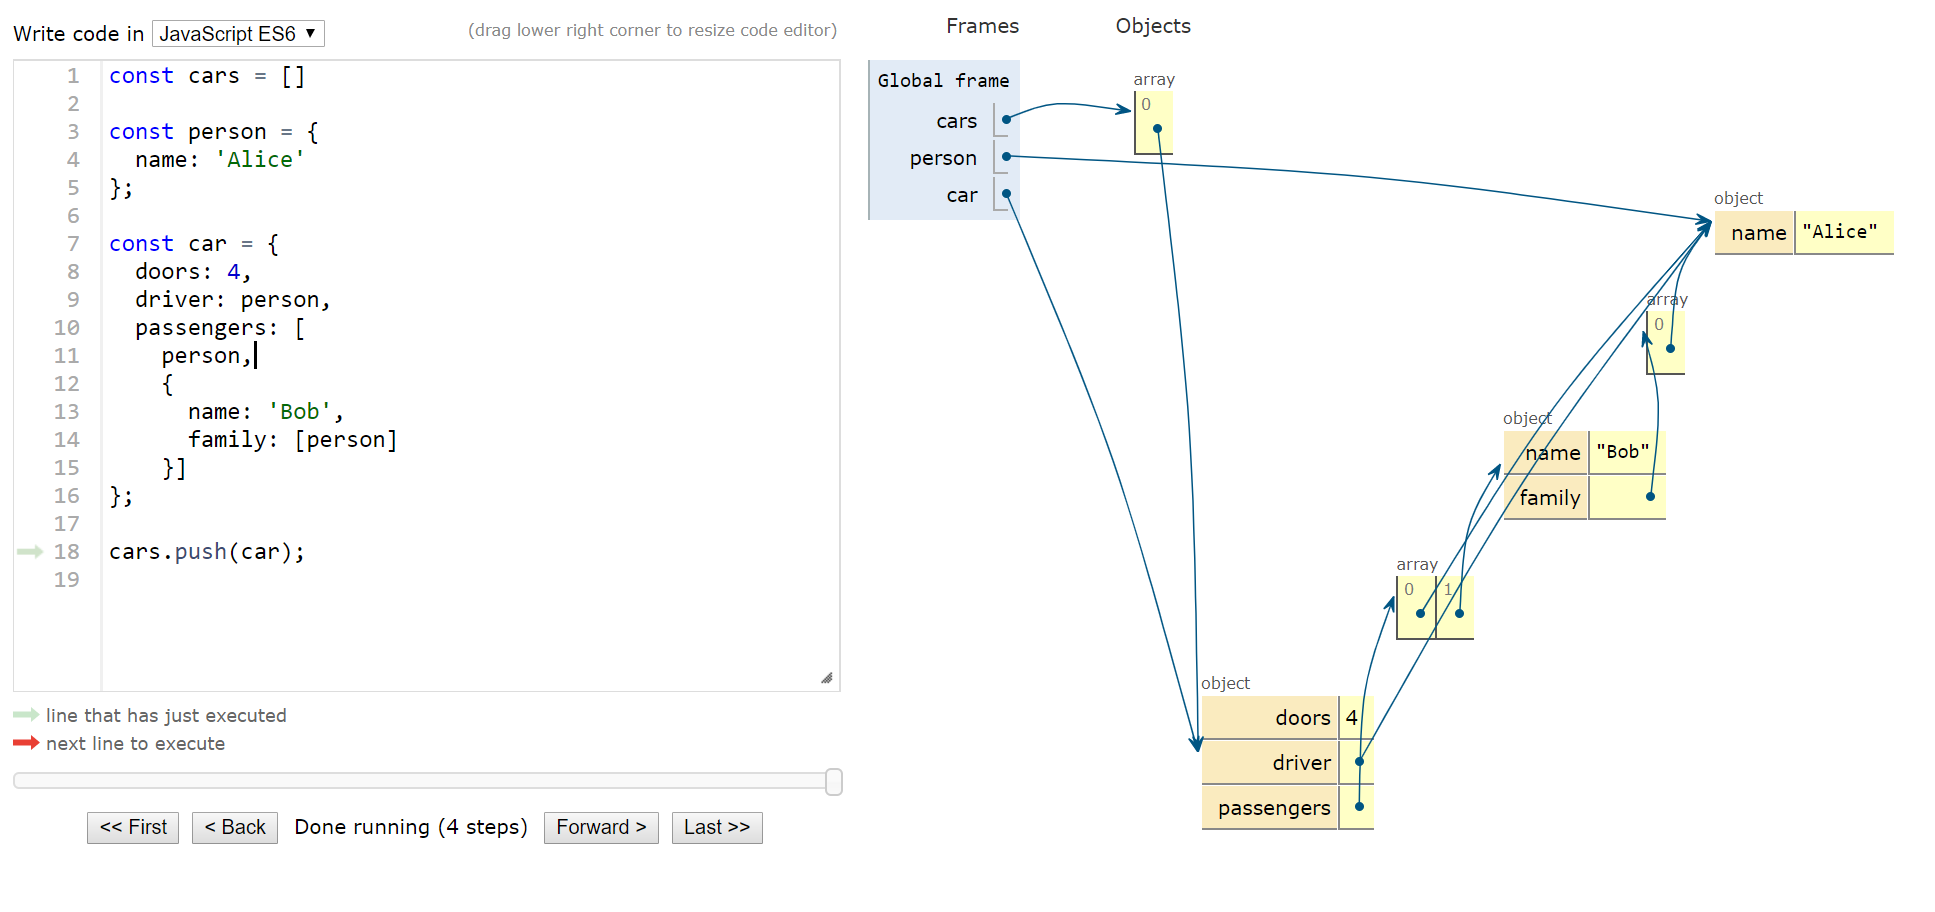 Write code in JavaScript ES6 ▼
(drag lower right corner to resize code editor)
1 const cars = []
2
3 const person = {
4   name: 'Alice'
5 };
6
7 const car = {
8   doors: 4,
9   driver: person,
10   passengers: [
11     person,
12     {
13       name: 'Bob',
14       family: [person]
15     }]
16 };
17
18 cars.push(car);
19
line that has just executed
next line to execute
<< First
< Back
Done running (4 steps)
Forward >
Last >>
Frames
Objects
Global frame
cars
person
car
array
0
object
name "Alice"
array
0
object
name "Bob"
family
array
0 1
object
doors 4
driver
passengers